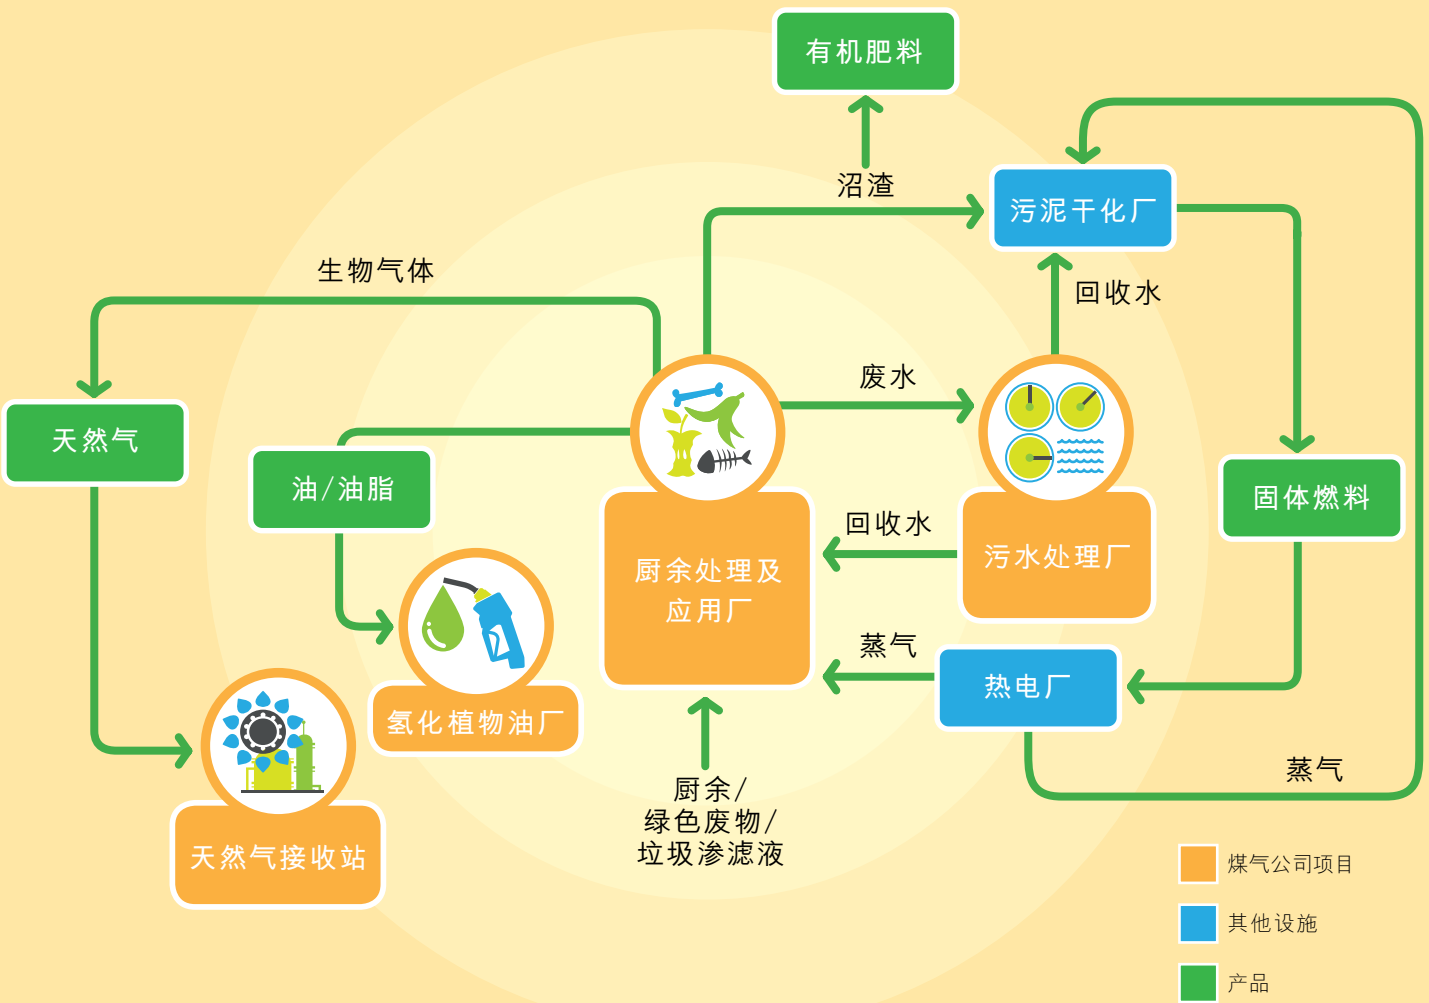 有机肥料
沼渣
污泥干化厂
生物气体
回收水
废水
天然气
油/油脂
固体燃料
回收水
污水处理厂
厨余处理及
应用厂
蒸气
热电厂
氢化植物油厂
蒸气
厨余/
绿色废物/
垃圾渗滤液
天然气接收站
煤气公司项目
其他设施
产品